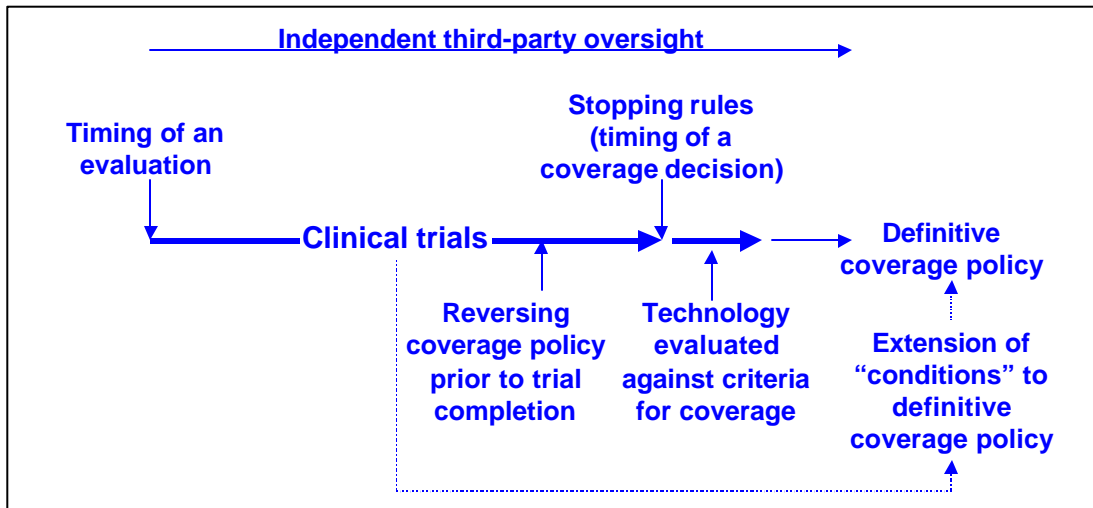 Independent third-party oversight
Stopping rules
(timing of a
coverage decision)
Timing of an
evaluation
Clinical trials
Definitive
coverage policy
Reversing
coverage policy
prior to trial
completion
Technology
evaluated
against criteria
for coverage
Extension of
“conditions” to
definitive
coverage policy